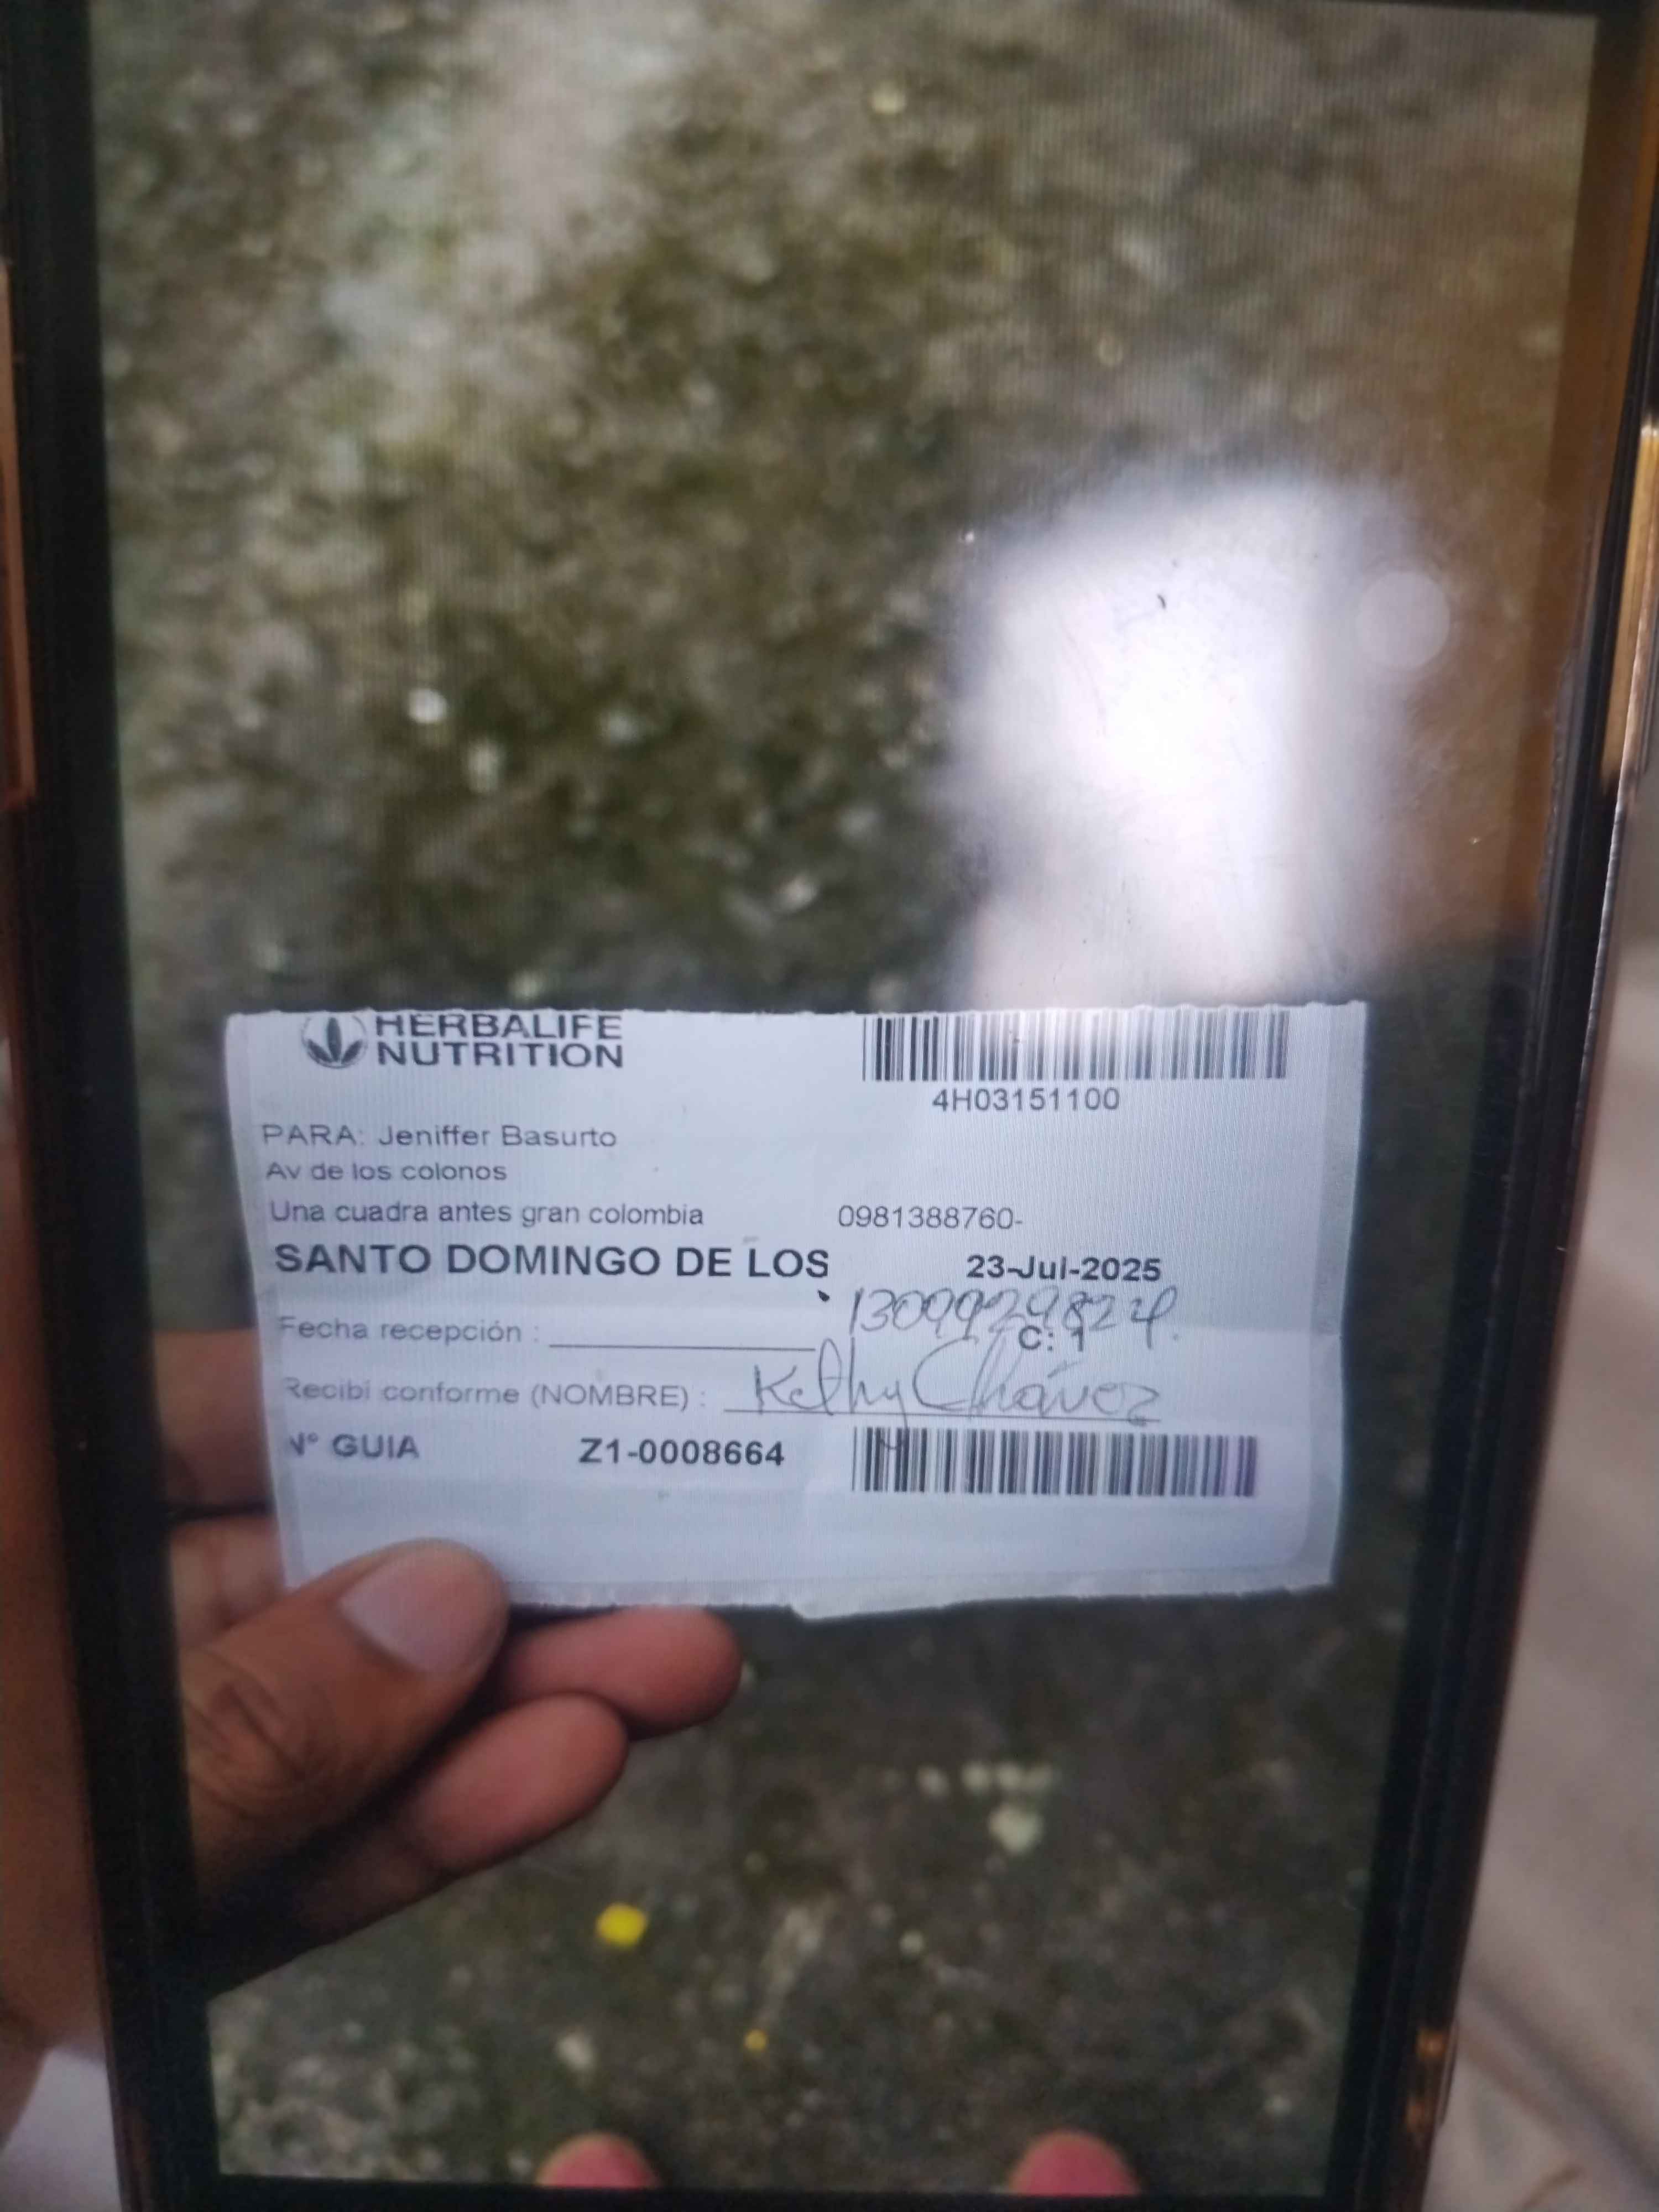 HERBALIFE
NUTRITION
4H03151100
PARA: Jeniffer Basurto
Av de los colonos
Una cuadra antes gran colombia 0981388760-
SANTO DOMINGO DE LOS 23-Jul-2025
1309929824
Fecha recepción : C: 1
Recibí conforme (NOMBRE) : Kethy Chávez
N° GUIA Z1-0008664